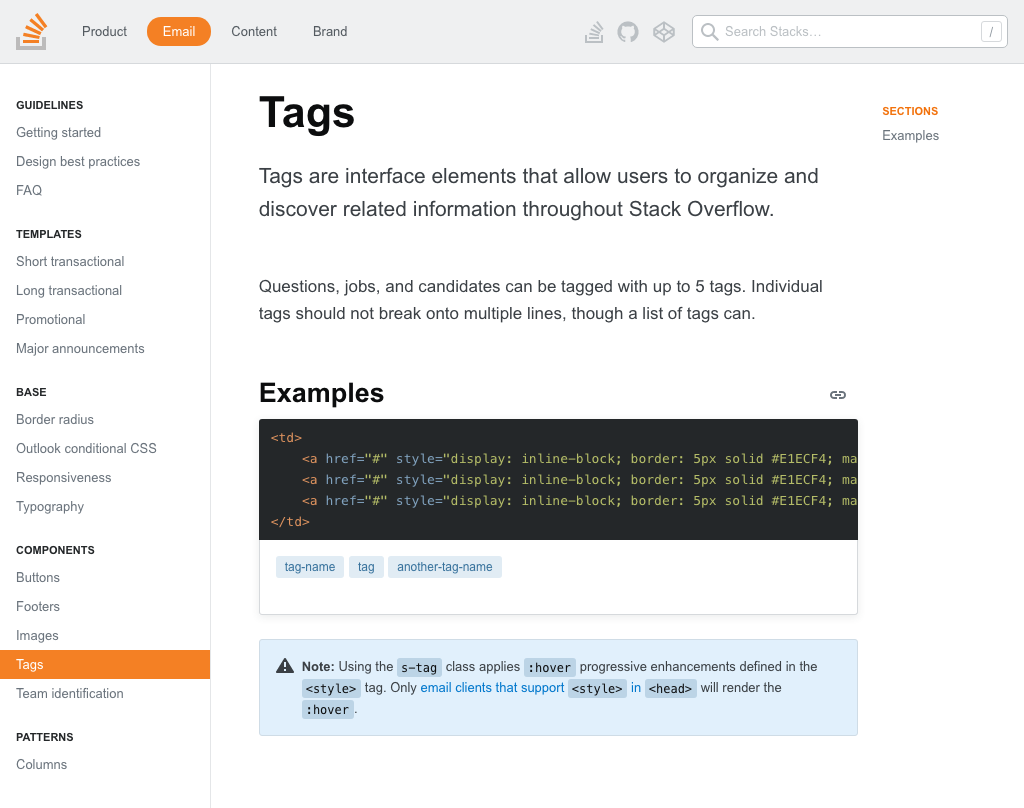 Product
Email
Content
Brand
Search Stacks...
/
GUIDELINES
Getting started
Design best practices
FAQ
TEMPLATES
Short transactional
Long transactional
Promotional
Major announcements
BASE
Border radius
Outlook conditional CSS
Responsiveness
Typography
COMPONENTS
Buttons
Footers
Images
Tags
Team identification
PATTERNS
Columns
Tags
Tags are interface elements that allow users to organize and
discover related information throughout Stack Overflow.
Questions, jobs, and candidates can be tagged with up to 5 tags. Individual
tags should not break onto multiple lines, though a list of tags can.
Examples
<td>
<a href="#" style="display: inline-block; border: 5px solid #E1ECF4; ma
<a href="#" style="display: inline-block; border: 5px solid #E1ECF4; ma
<a href="#" style="display: inline-block; border: 5px solid #E1ECF4; ma
</td>
tag-name
tag
another-tag-name
Note: Using the s-tag class applies :hover progressive enhancements defined in the
<style> tag. Only email clients that support <style> in <head> will render the
:hover.
SECTIONS
Examples